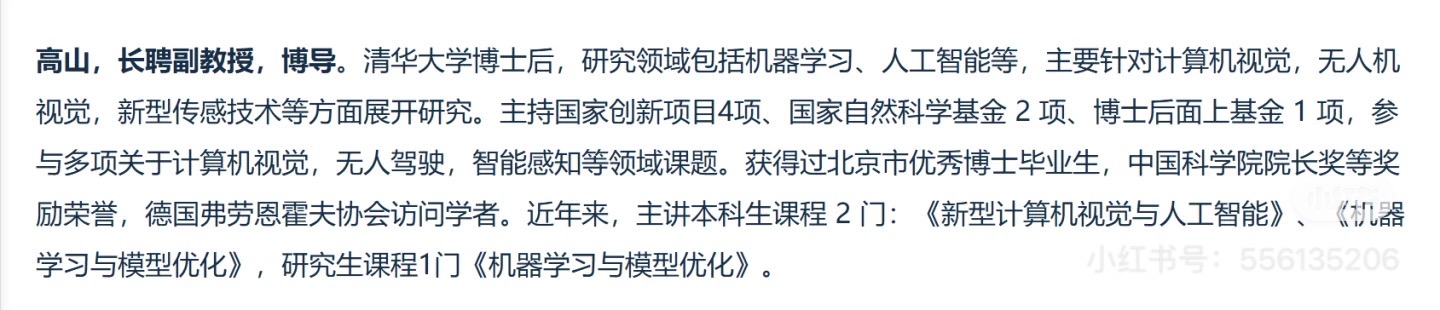 高山，长聘副教授，博导。清华大学博士后，研究领域包括机器学习、人工智能等，主要针对计算机视觉，无人机
视觉，新型传感技术等方面展开研究。主持国家创新项目4项、国家自然科学基金 2 项、博士后面上基金 1 项，参
与多项关于计算机视觉，无人驾驶，智能感知等领域课题。获得过北京市优秀博士毕业生，中国科学院院长奖等奖
励荣誉，德国弗劳恩霍夫协会访问学者。近年来，主讲本科生课程 2 门：《新型计算机视觉与人工智能》、《机器
学习与模型优化》，研究生课程1门《机器学习与模型优化》。
小红书
小红书号：556135206